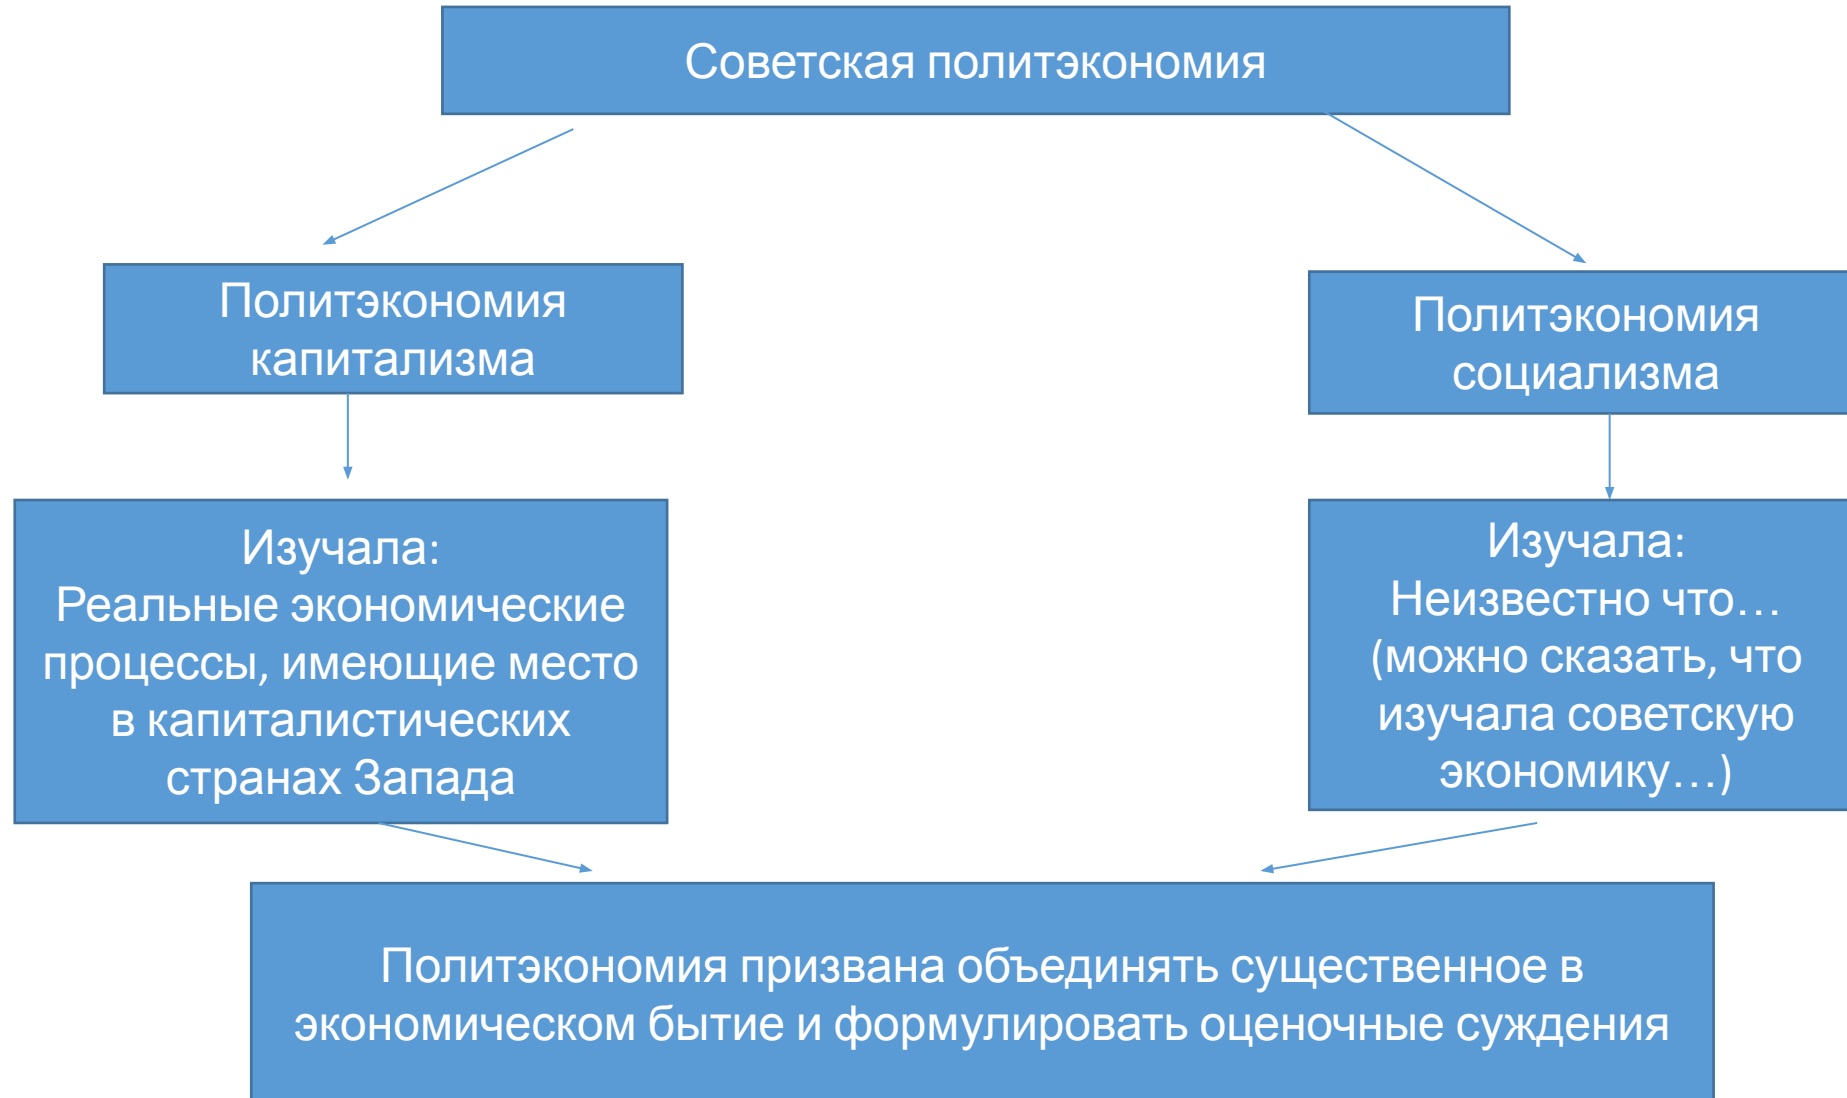 Советская политэкономия
Политэкономия
капитализма
Политэкономия
социализма
Изучала:
Реальные экономические
процессы, имеющие место
в капиталистических
странах Запада
Изучала:
Неизвестно что…
(можно сказать, что
изучала советскую
экономику…)
Политэкономия призвана объединять существенное в
экономическом бытие и формулировать оценочные суждения